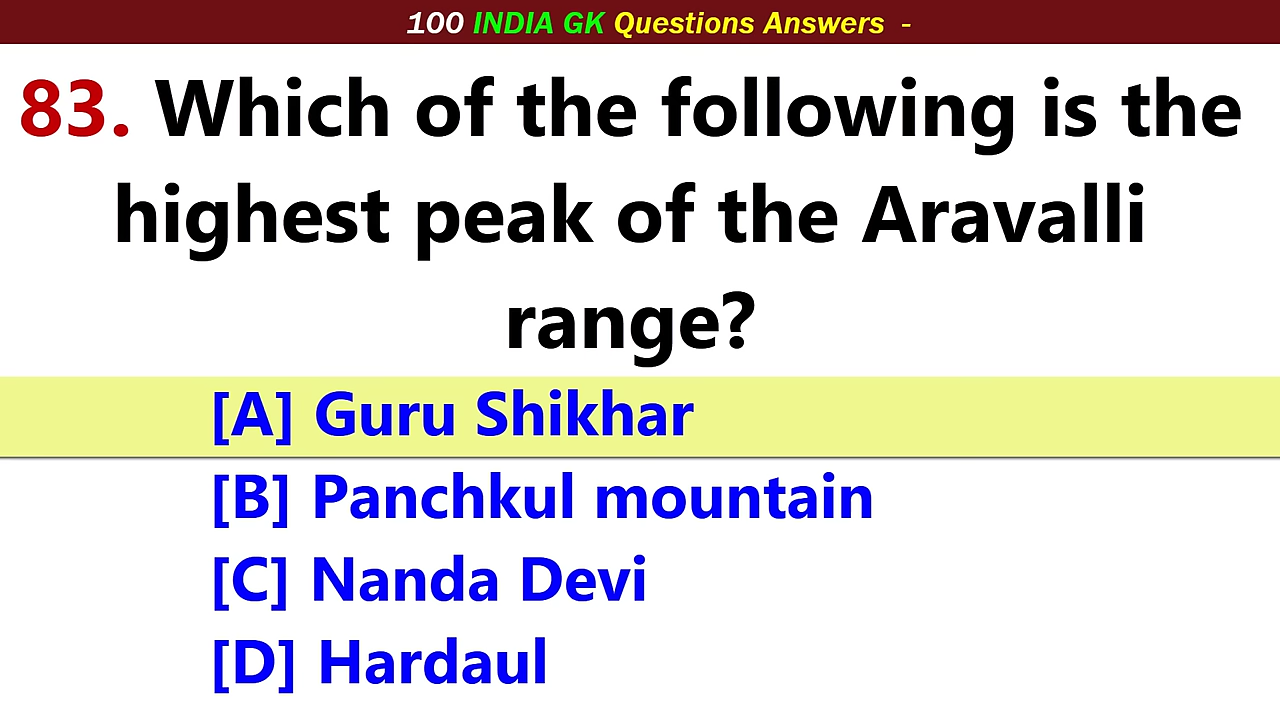 100 INDIA GK Questions Answers -
83. Which of the following is the
highest peak of the Aravalli
range?
[A] Guru Shikhar
[B] Panchkul mountain
[C] Nanda Devi
[D] Hardaul